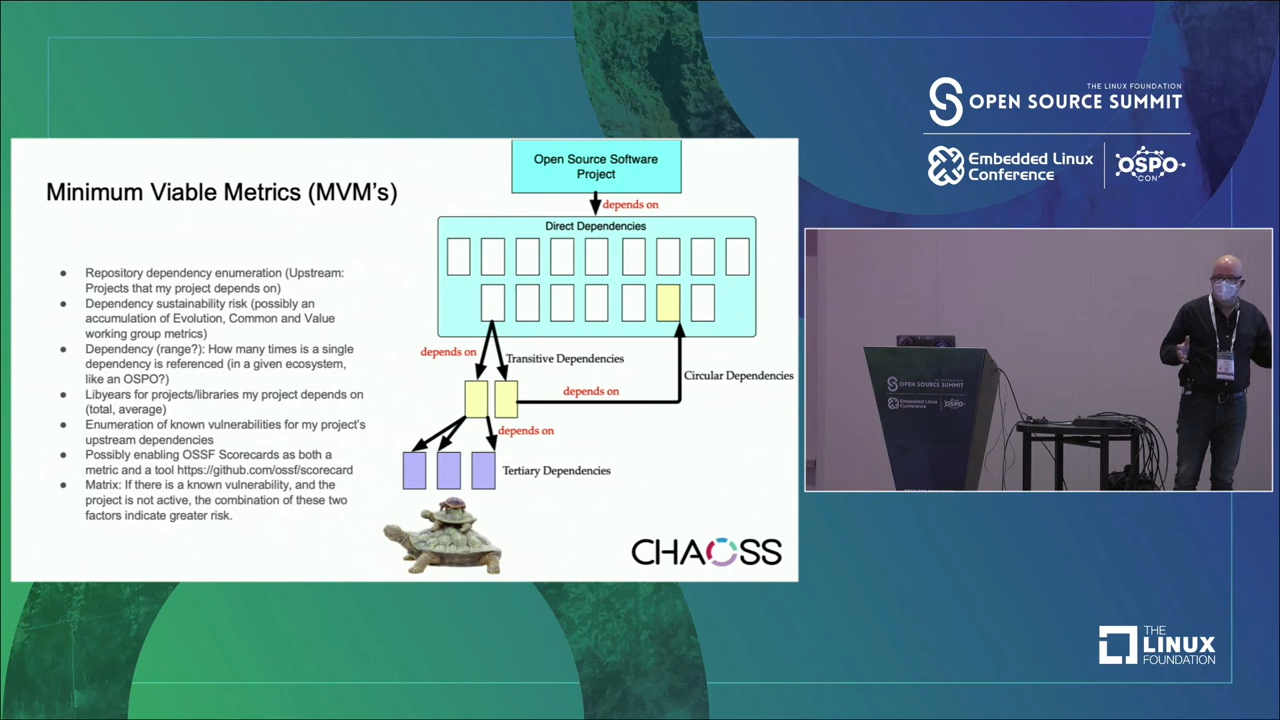 THE LINUX FOUNDATION
OPEN SOURCE SUMMIT
Embedded Linux
Conference
OSPO
CON
Minimum Viable Metrics (MVM's)
● Repository dependency enumeration (Upstream:
Projects that my project depends on)
● Dependency sustainability risk (possibly an
accumulation of Evolution, Common and Value
working group metrics)
● Dependency (range?): How many times is a single
dependency is referenced (in a given ecosystem,
like an OSPO?)
● Libyears for projects/libraries my project depends on
(total, average)
● Enumeration of known vulnerabilities for my project's
upstream dependencies
● Possibly enabling OSSF Scorecards as both a
metric and a tool https://github.com/ossf/scorecard
● Matrix: If there is a known vulnerability, and the
project is not active, the combination of these two
factors indicate greater risk.
Open Source Software
Project
depends on
Direct Dependencies
depends on
Transitive Dependencies
Circular Dependencies
depends on
depends on
Tertiary Dependencies
CHAOSS
OPEN SOURCE SUMMIT
Embedded Linux
Conference
OSPO
CON
THE
LINUX
FOUNDATION